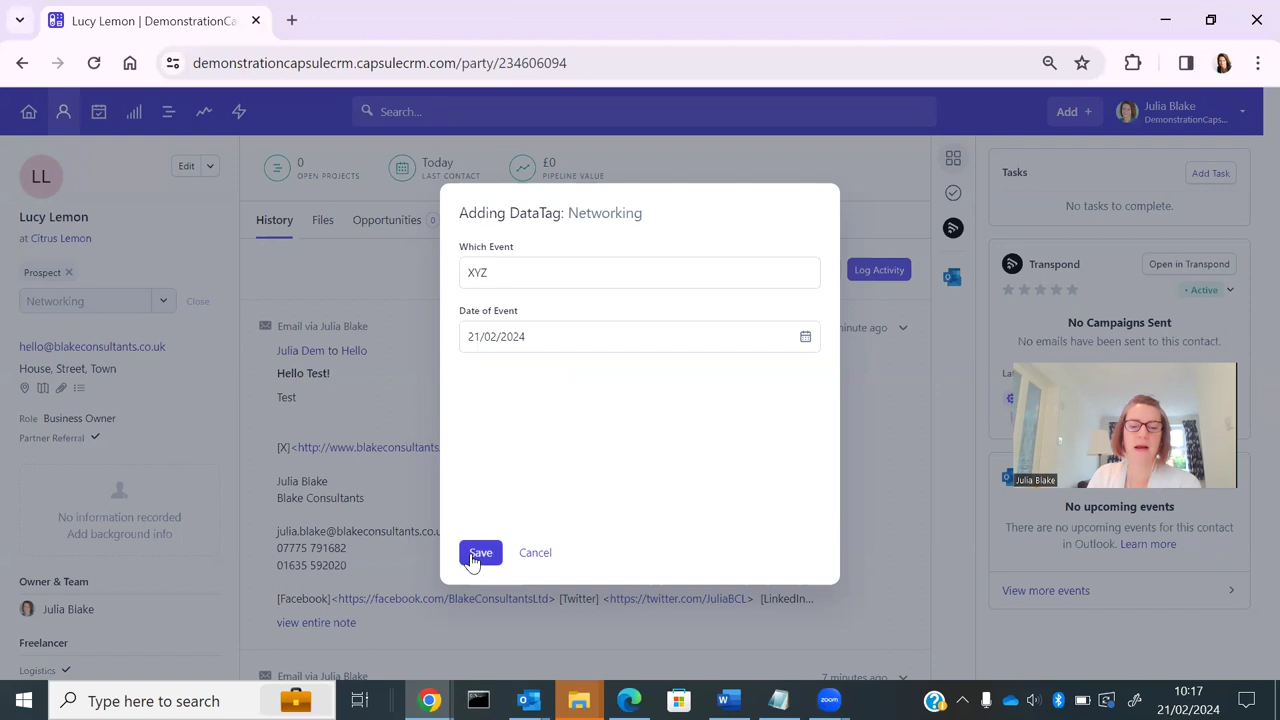 Lucy Lemon | DemonstrationCa
demonstrationcapsulecrm.capsulecrm.com/party/234606094
Search...
Add +
Julia Blake
DemonstrationCaps...
LL
Edit
Lucy Lemon
at Citrus Lemon
Prospect
Networking
Close
hello@blakeconsultants.co.uk
House, Street, Town
Role Business Owner
Partner Referral
No information recorded
Add background info
Owner & Team
Julia Blake
Freelancer
Logistics
0
OPEN PROJECTS
Today
LAST CONTACT
£0
PIPELINE VALUE
History
Files
Opportunities 0
Log Activity
Email via Julia Blake
minute ago
Julia Dem to Hello
Hello Test!
Test
[X]<http://www.blakeconsultants
Julia Blake
Blake Consultants
julia.blake@blakeconsultants.co.u
07775 791682
01635 592020
[Facebook]<https://facebook.com/BlakeConsultantsLtd> [Twitter] <https://twitter.com/JuliaBCL> [LinkedIn...
view entire note
Email via Julia Blake
7 minutes ago
Adding DataTag: Networking
Which Event
XYZ
Date of Event
21/02/2024
Save
Cancel
Tasks
Add Task
No tasks to complete.
Transpond
Open in Transpond
• Active
No Campaigns Sent
No emails have been sent to this contact.
Julia Blake
No upcoming events
There are no upcoming events for this contact
in Outlook. Learn more
View more events
Type here to search
10:17
21/02/2024